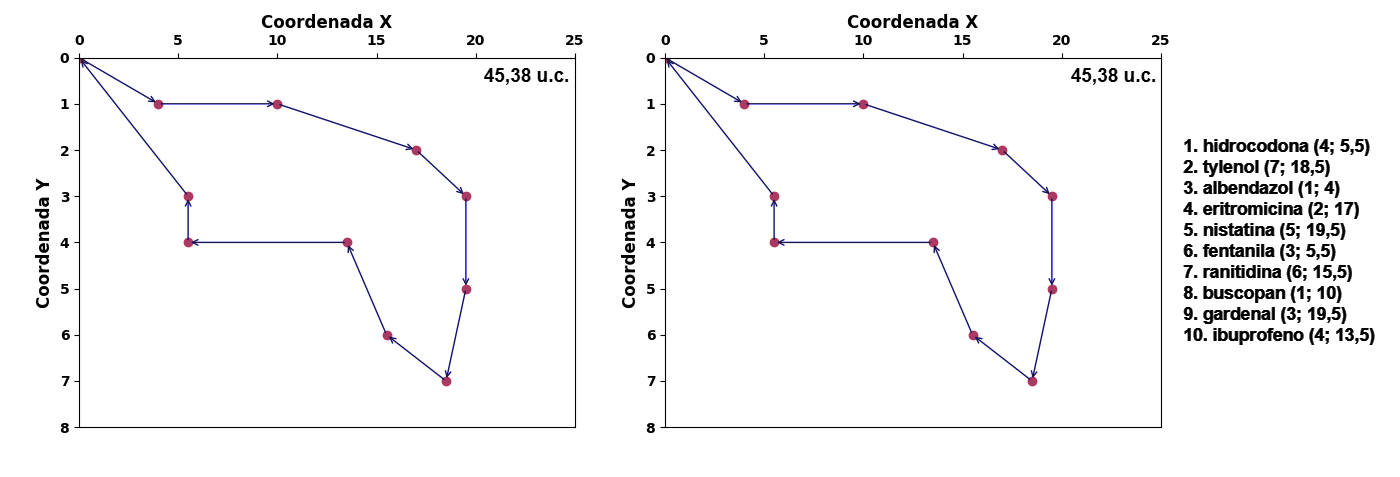 Coordenada X
0 5 10 15 20 25
45,38 u.c.
Coordenada Y
0
1
2
3
4
5
6
7
8
Coordenada X
0 5 10 15 20 25
45,38 u.c.
Coordenada Y
0
1
2
3
4
5
6
7
8
1. hidrocodona (4; 5,5)
2. tylenol (7; 18,5)
3. albendazol (1; 4)
4. eritromicina (2; 17)
5. nistatina (5; 19,5)
6. fentanila (3; 5,5)
7. ranitidina (6; 15,5)
8. buscopan (1; 10)
9. gardenal (3; 19,5)
10. ibuprofeno (4; 13,5)